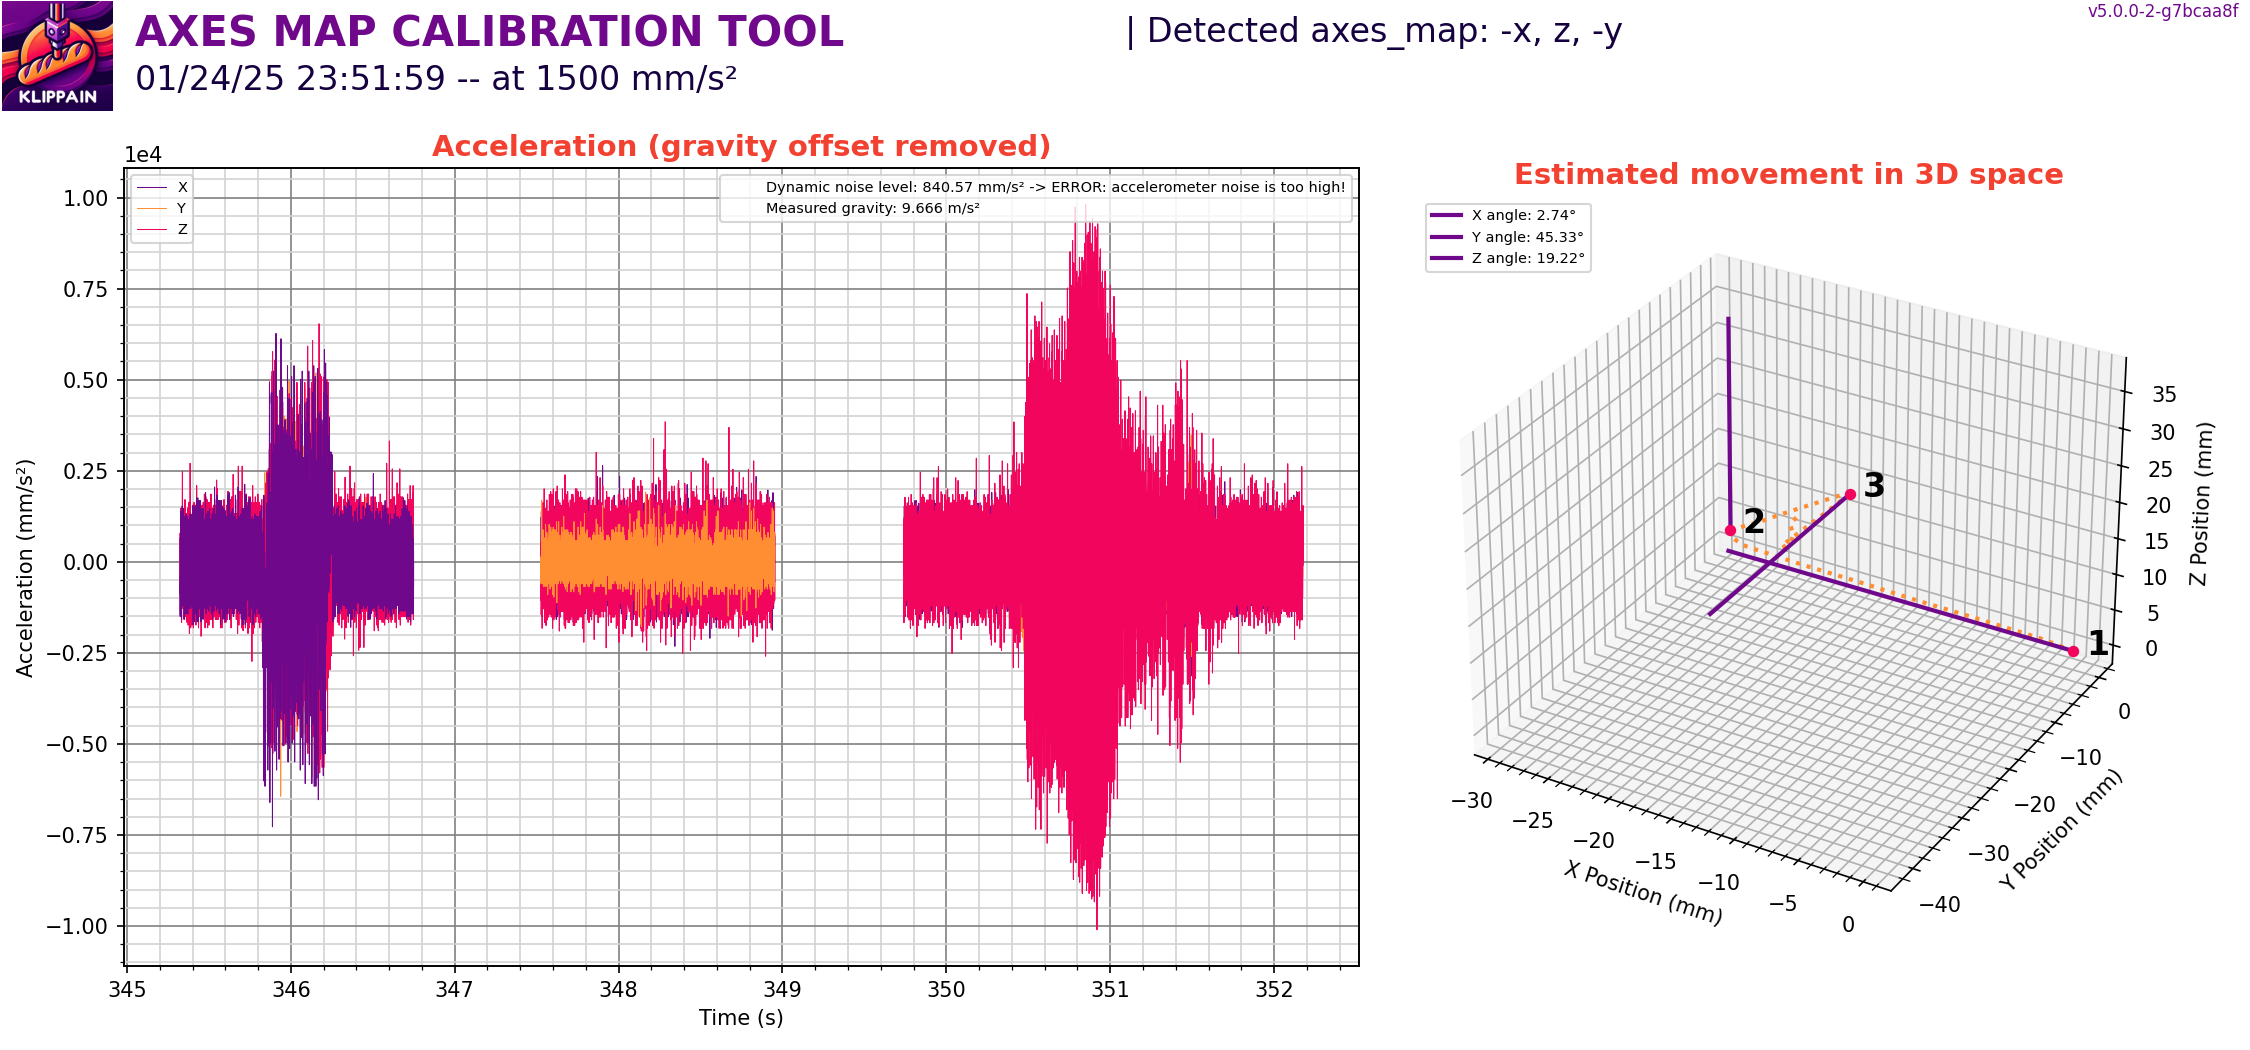 KLIPPAIN
AXES MAP CALIBRATION TOOL
| Detected axes_map: -x, z, -y
v5.0.0-2-g7bcaa8f
01/24/25 23:51:59 -- at 1500 mm/s²
Acceleration (gravity offset removed)
1e4
X
Y
Z
Dynamic noise level: 840.57 mm/s² -> ERROR: accelerometer noise is too high!
Measured gravity: 9.666 m/s²
1.00
0.75
0.50
0.25
0.00
−0.25
−0.50
−0.75
−1.00
Acceleration (mm/s²)
345 346 347 348 349 350 351 352
Time (s)
Estimated movement in 3D space
X angle: 2.74°
Y angle: 45.33°
Z angle: 19.22°
1
2
3
35
30
25
20
15
10
5
0
Z Position (mm)
0
−10
−20
−30
−40
Y Position (mm)
−30
−25
−20
−15
−10
−5
0
X Position (mm)